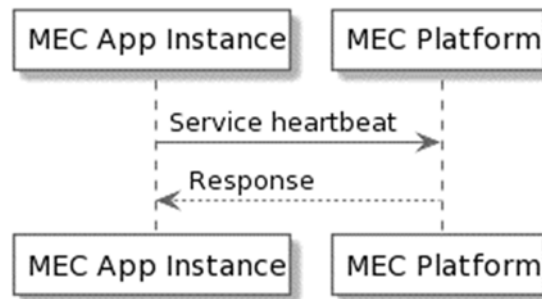 MEC App Instance
MEC Platform
Service heartbeat
Response
MEC App Instance
MEC Platform